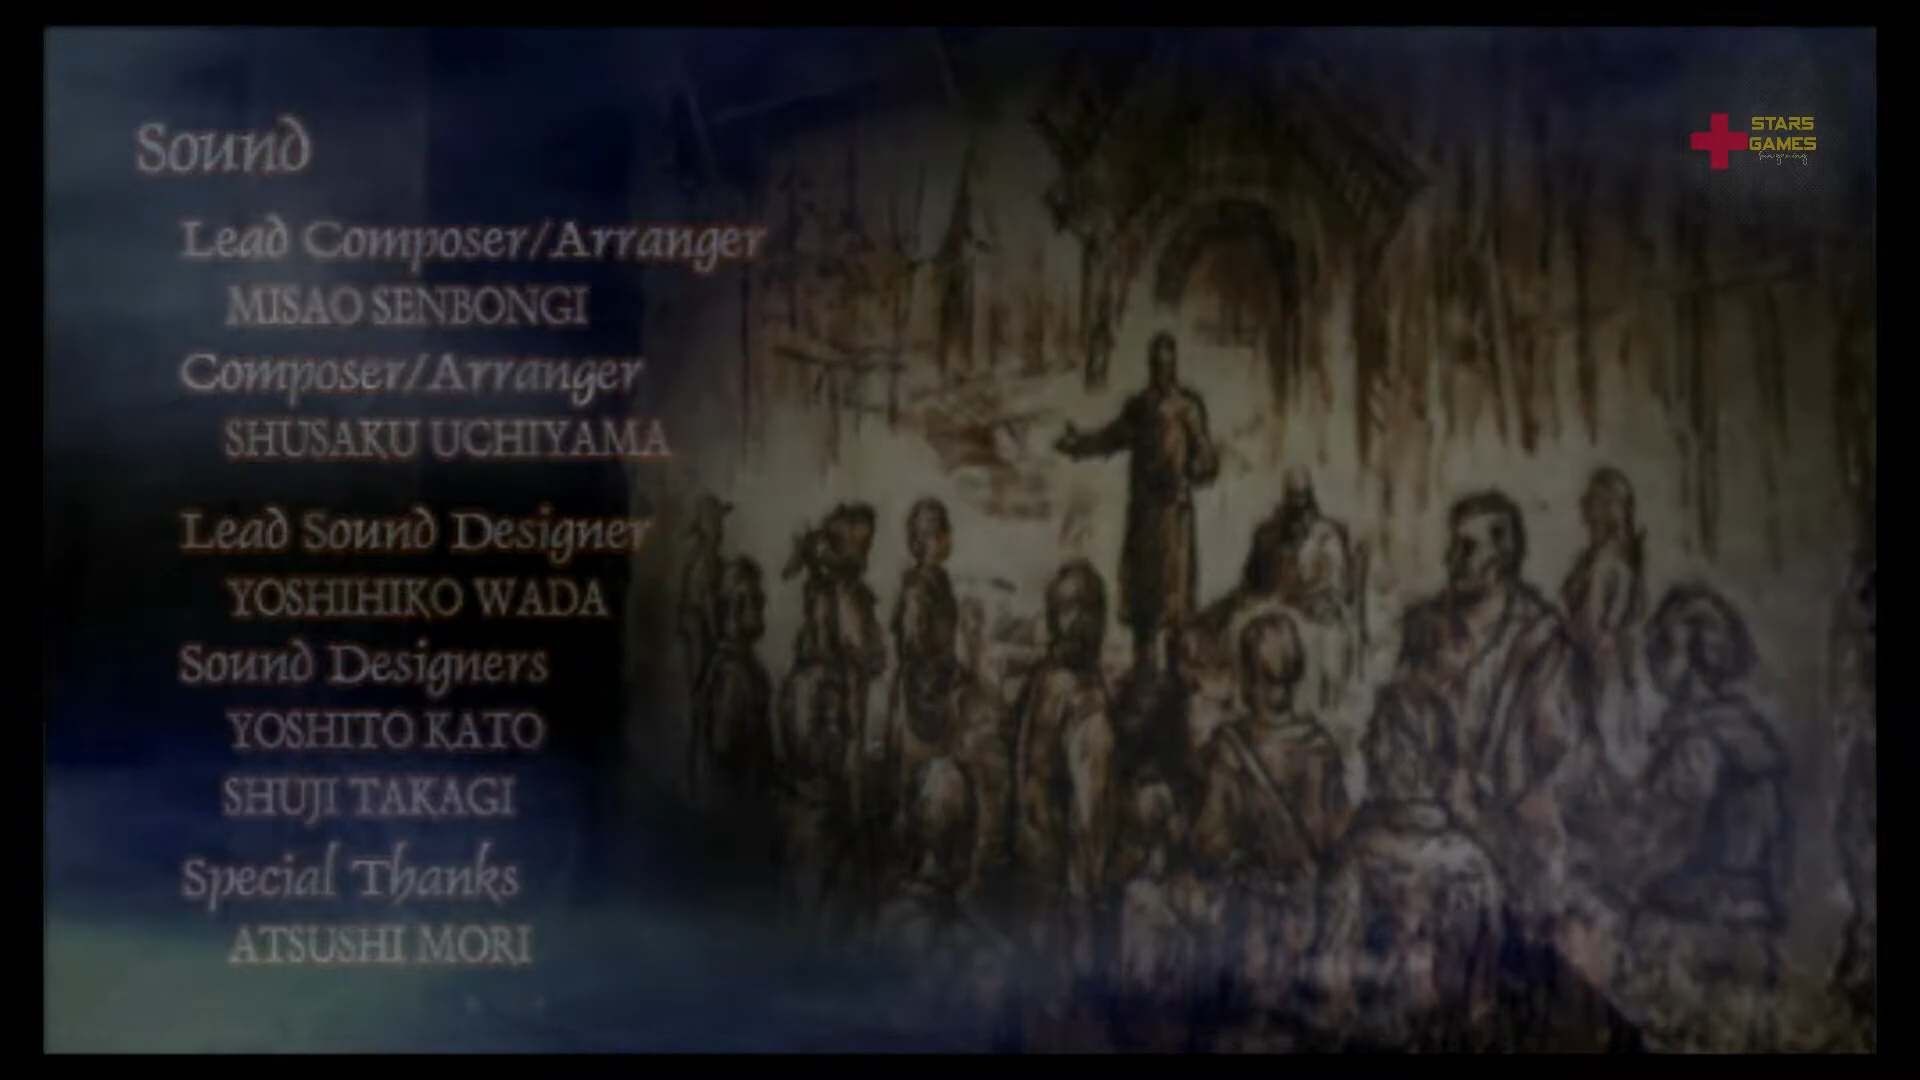 Sound
Lead Composer/Arranger
MISAO SENBONGI
Composer/Arranger
SHUSAKU UCHIYAMA
Lead Sound Designer
YOSHIHIKO WADA
Sound Designers
YOSHITO KATO
SHUJI TAKAGI
Special Thanks
ATSUSHI MORI
STARS
GAMES